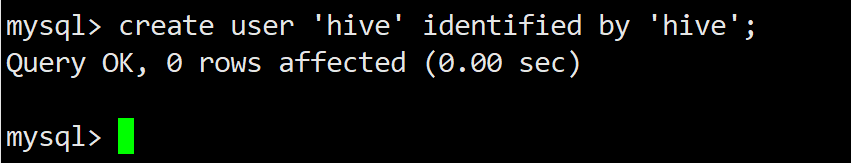 mysql> create user 'hive' identified by 'hive';
Query OK, 0 rows affected (0.00 sec)
mysql>